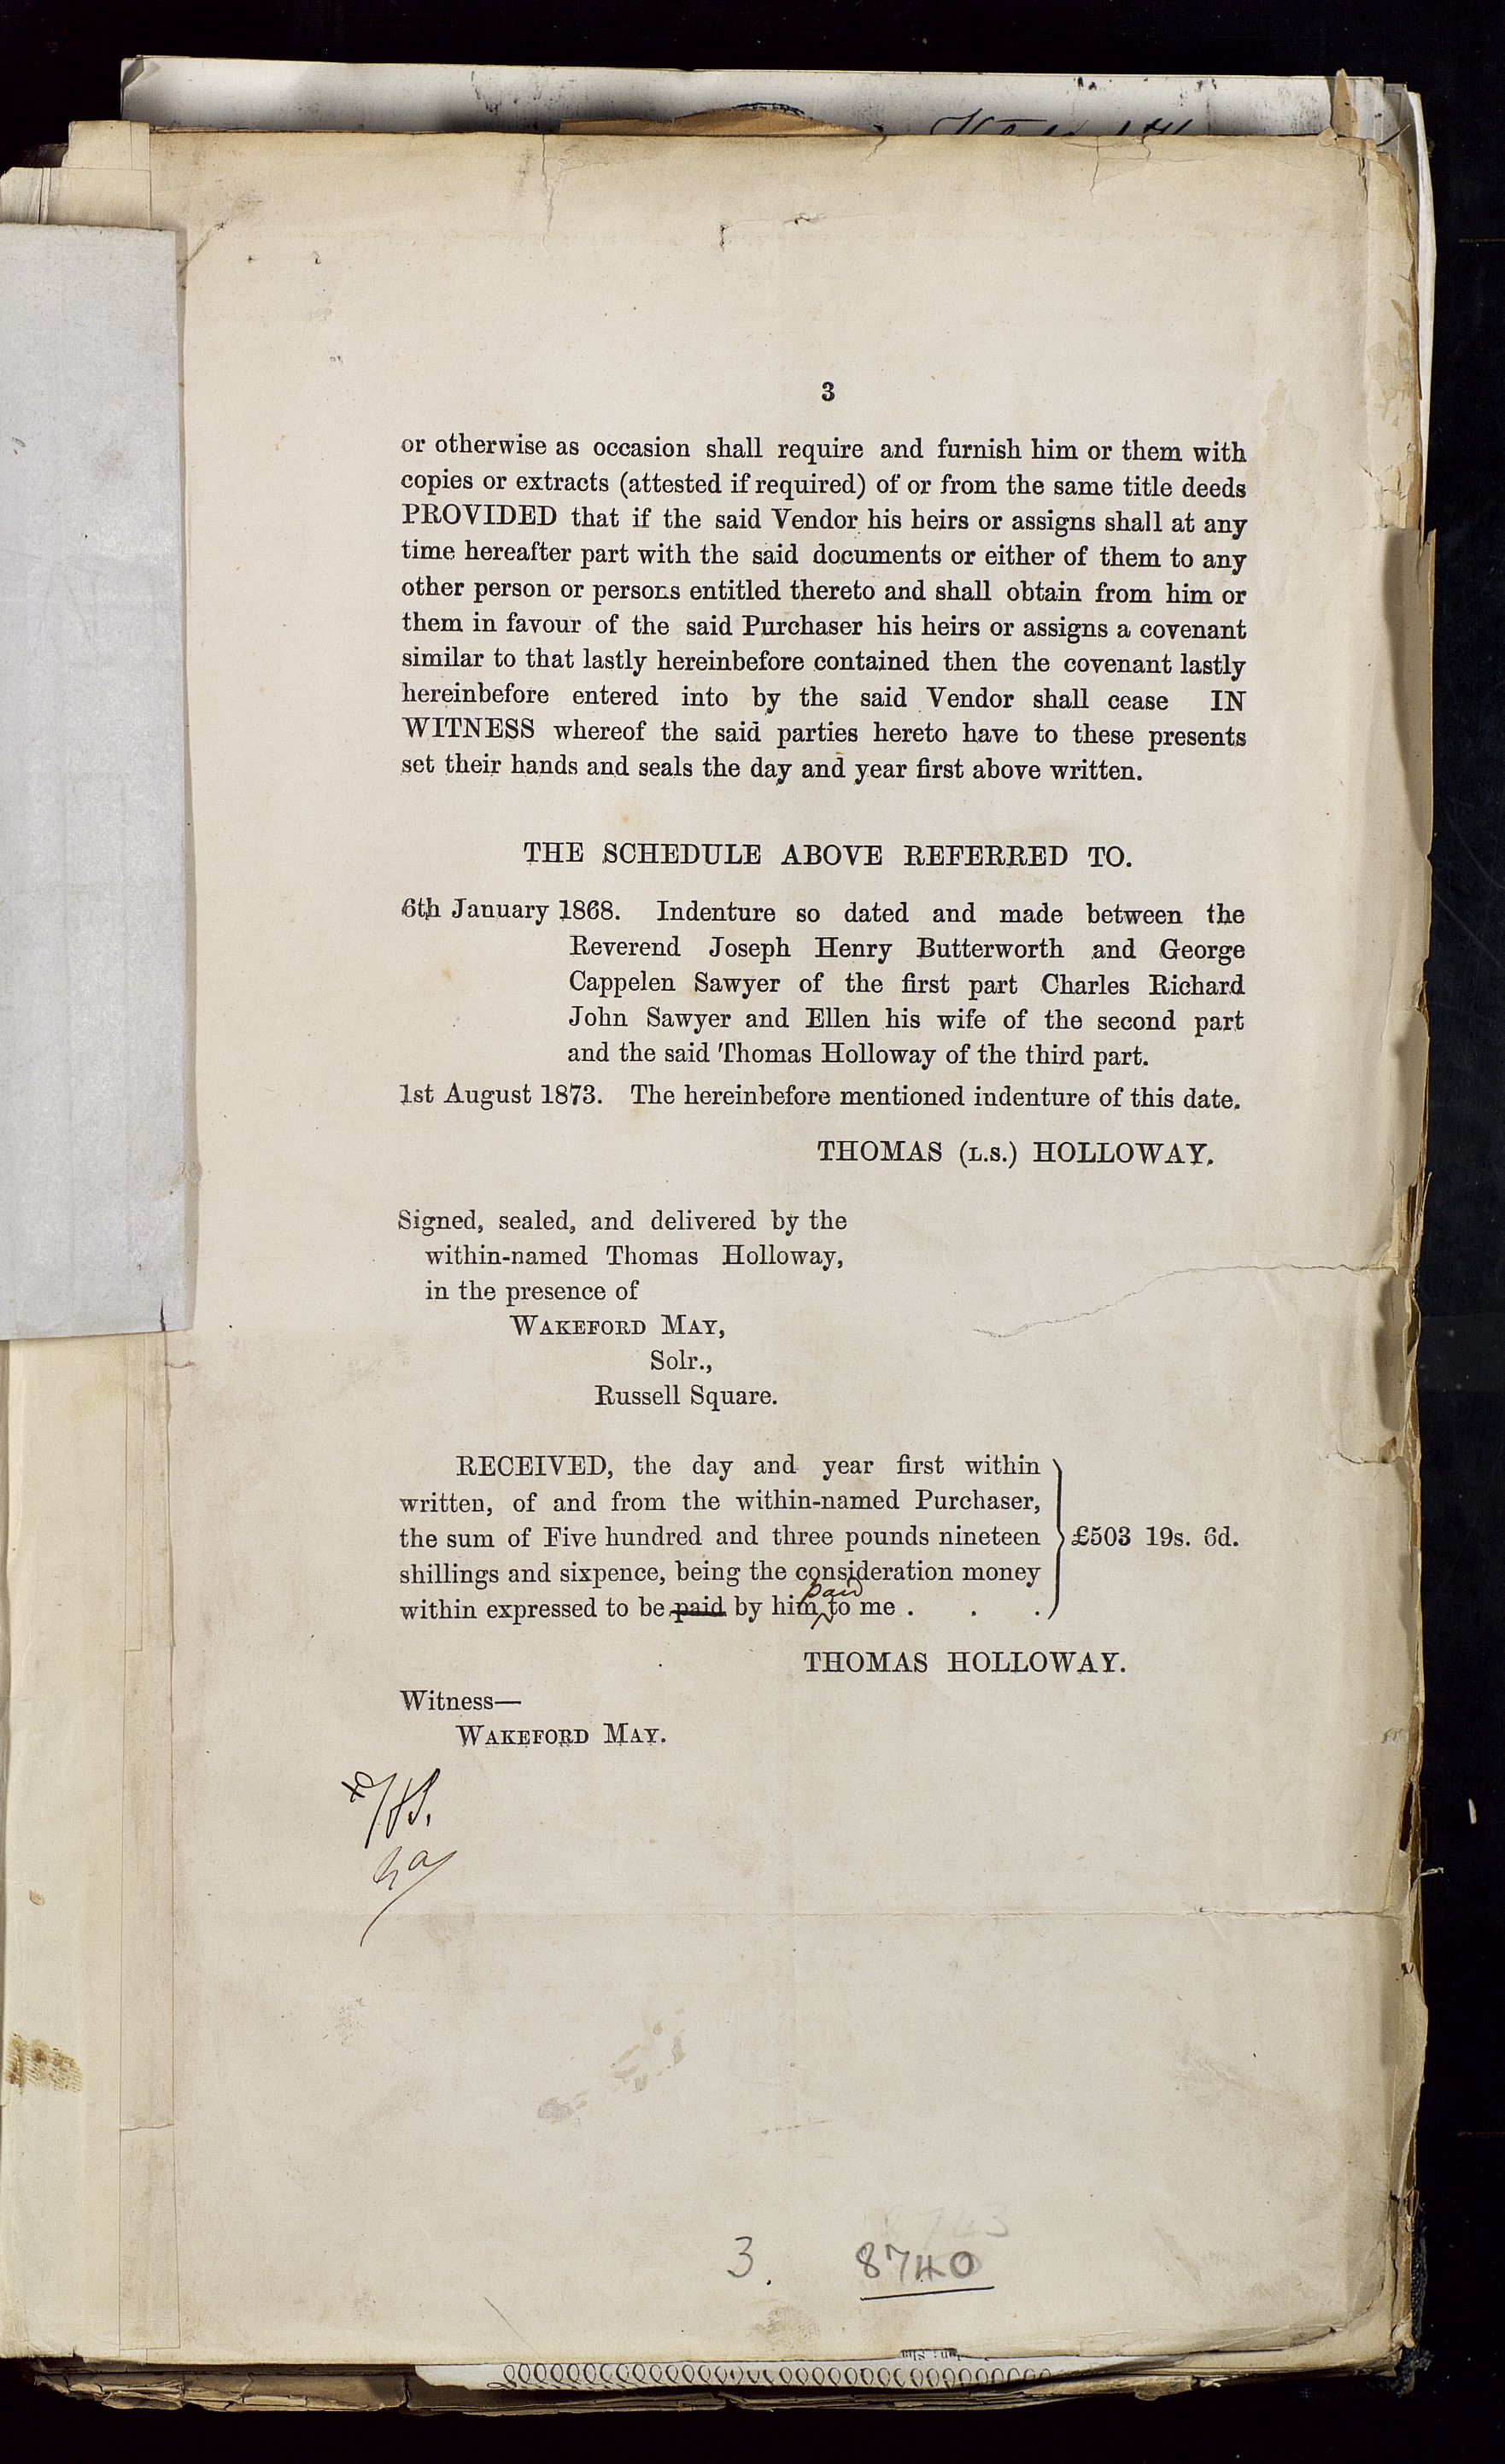 3
or otherwise as occasion shall require and furnish him or them with
copies or extracts (attested if required) of or from the same title deeds
PROVIDED that if the said Vendor his heirs or assigns shall at any
time hereafter part with the said documents or either of them to any
other person or persons entitled thereto and shall obtain from him or
them in favour of the said Purchaser his heirs or assigns a covenant
similar to that lastly hereinbefore contained then the covenant lastly
hereinbefore entered into by the said Vendor shall cease IN
WITNESS whereof the said parties hereto have to these presents
set their hands and seals the day and year first above written.
THE SCHEDULE ABOVE REFERRED TO.
6th January 1868. Indenture so dated and made between the
Reverend Joseph Henry Butterworth and George
Cappelen Sawyer of the first part Charles Richard
John Sawyer and Ellen his wife of the second part
and the said Thomas Holloway of the third part.
1st August 1873. The hereinbefore mentioned indenture of this date.
THOMAS (L.S.) HOLLOWAY.
Signed, sealed, and delivered by the
within-named Thomas Holloway,
in the presence of
WAKEFORD MAY,
Solr.,
Russell Square.
RECEIVED, the day and year first within
written, of and from the within-named Purchaser,
the sum of Five hundred and three pounds nineteen
£503 19s. 6d.
shillings and sixpence, being the consideration money
paid
within expressed to be paid by him to me . . .
THOMAS HOLLOWAY.
Witness—
WAKEFORD MAY.
3. 8740